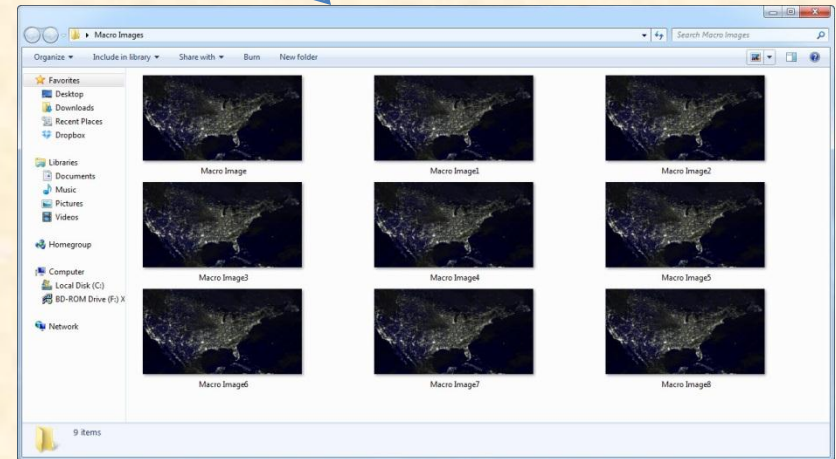 Macro Images
Search Macro Images
Organize
Include in library
Share with
Burn
New folder
Favorites
Desktop
Downloads
Recent Places
Dropbox
Libraries
Documents
Music
Pictures
Videos
Homegroup
Computer
Local Disk (C:)
BD-ROM Drive (F:) X
Network
Macro Image
Macro Image1
Macro Image2
Macro Image3
Macro Image4
Macro Image5
Macro Image6
Macro Image7
Macro Image8
9 items